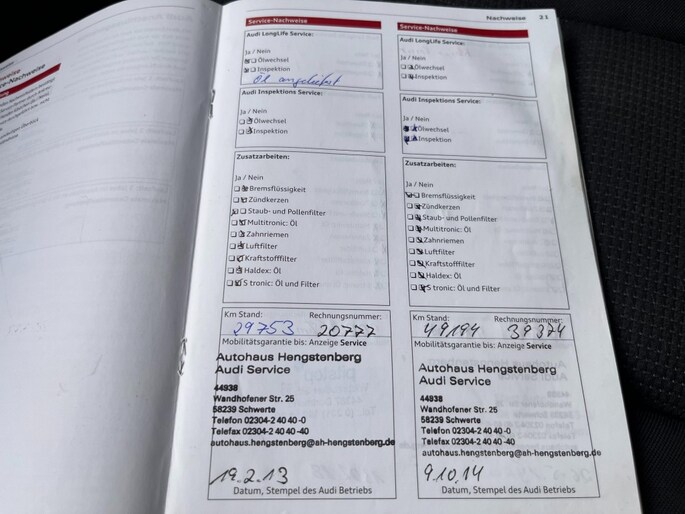 Nachweise 31
Service-Nachweise
Audi LongLife Service:
Ja / Nein
Ölwechsel
Inspektion
Öl angeliefert
Audi Inspektions Service:
Ja / Nein
Ölwechsel
Inspektion
Zusatzarbeiten:
Ja / Nein
Bremsflüssigkeit
Zündkerzen
Staub- und Pollenfilter
Multitronic: Öl
Zahnriemen
Luftfilter
Kraftstofffilter
Haldex: Öl
S tronic: Öl und Filter
Km Stand: Rechnungsnummer:
29753 20777
Mobilitätsgarantie bis: Anzeige Service
Autohaus Hengstenberg
Audi Service
44938
Wandhofener Str. 25
58239 Schwerte
Telefon 02304-2 40 40-0
Telefax 02304-2 40 40-40
autohaus.hengstenberg@ah-hengstenberg.de
19.2.13
Datum, Stempel des Audi Betriebs
Service-Nachweise
Audi LongLife Service:
Ja / Nein
Ölwechsel
Inspektion
Audi Inspektions Service:
Ja / Nein
Ölwechsel
Inspektion
Zusatzarbeiten:
Ja / Nein
Bremsflüssigkeit
Zündkerzen
Staub- und Pollenfilter
Multitronic: Öl
Zahnriemen
Luftfilter
Kraftstofffilter
Haldex: Öl
S tronic: Öl und Filter
Km Stand: Rechnungsnummer:
49194 39374
Mobilitätsgarantie bis: Anzeige Service
Autohaus Hengstenberg
Audi Service
44938
Wandhofener Str. 25
58239 Schwerte
Telefon 02304-2 40 40-0
Telefax 02304-2 40 40-40
autohaus.hengstenberg@ah-hengstenberg.de
9.10.14
Datum, Stempel des Audi Betriebs